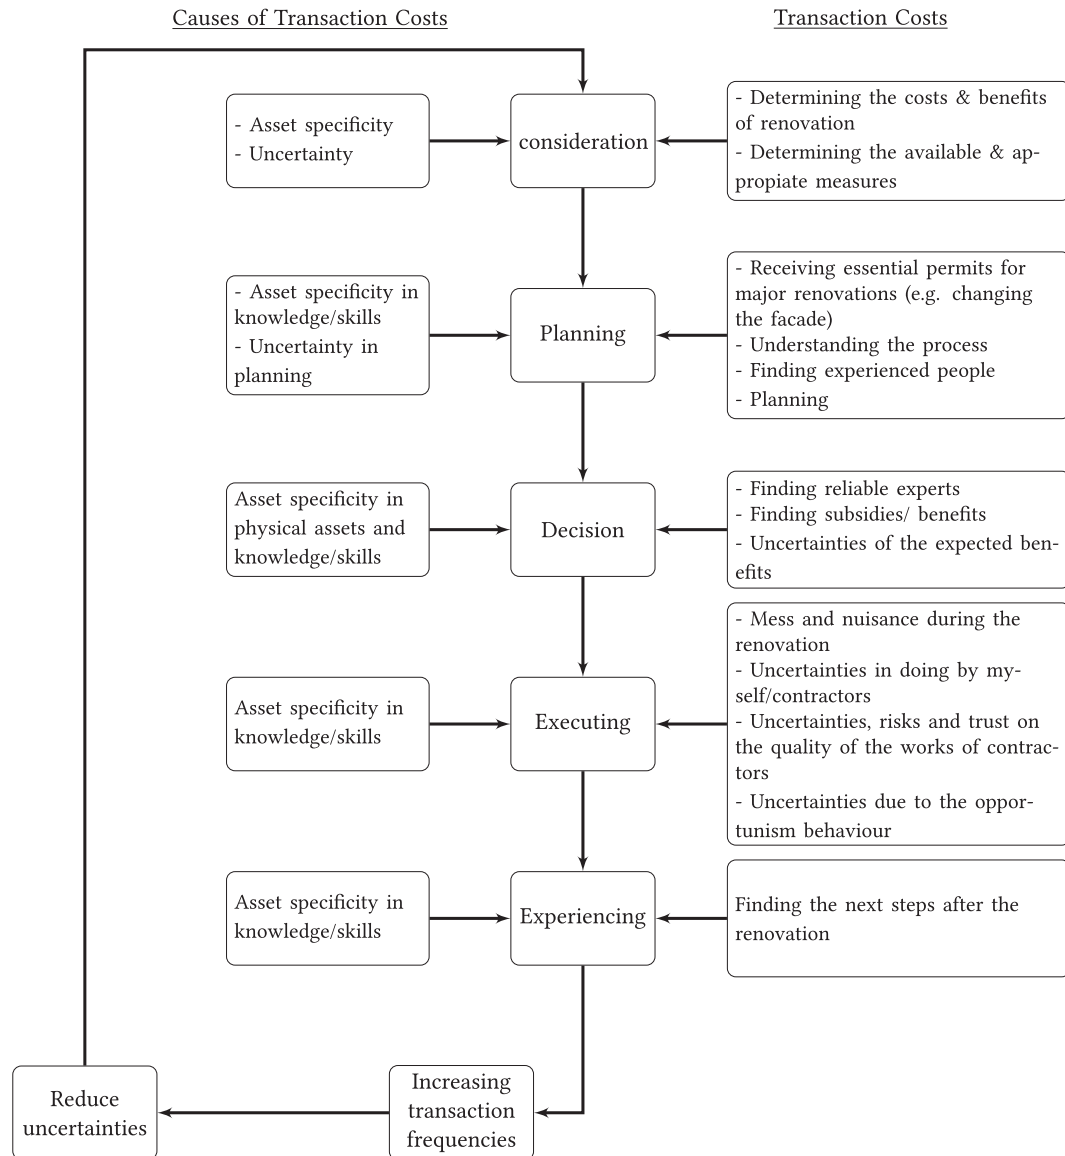 Causes of Transaction Costs
Transaction Costs
- Asset specificity
- Uncertainty
consideration
- Determining the costs & benefits
of renovation
- Determining the available & ap-
propiate measures
- Asset specificity in
knowledge/skills
- Uncertainty in
planning
Planning
- Receiving essential permits for
major renovations (e.g. changing
the facade)
- Understanding the process
- Finding experienced people
- Planning
Asset specificity in
physical assets and
knowledge/skills
Decision
- Finding reliable experts
- Finding subsidies/ benefits
- Uncertainties of the expected ben-
efits
Asset specificity in
knowledge/skills
Executing
- Mess and nuisance during the
renovation
- Uncertainties in doing by my-
self/contractors
- Uncertainties, risks and trust on
the quality of the works of contrac-
tors
- Uncertainties due to the oppor-
tunism behaviour
Asset specificity in
knowledge/skills
Experiencing
Finding the next steps after the
renovation
Reduce
uncertainties
Increasing
transaction
frequencies